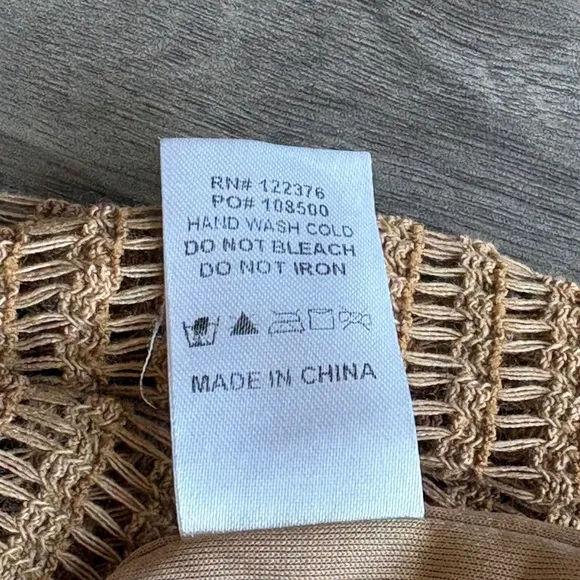 RN# 122376
PO# 108500
HAND WASH COLD
DO NOT BLEACH
DO NOT IRON
MADE IN CHINA